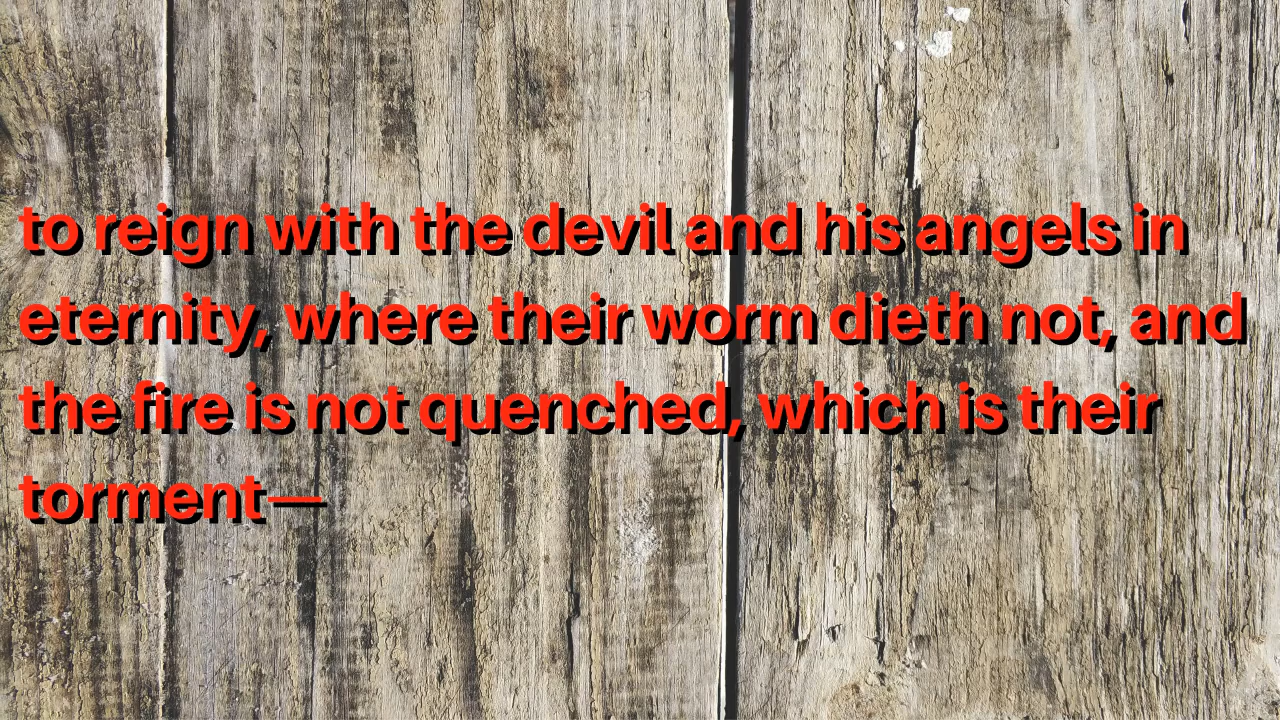 to reign with the devil and his angels in
eternity, where their worm dieth not, and
the fire is not quenched, which is their
torment—